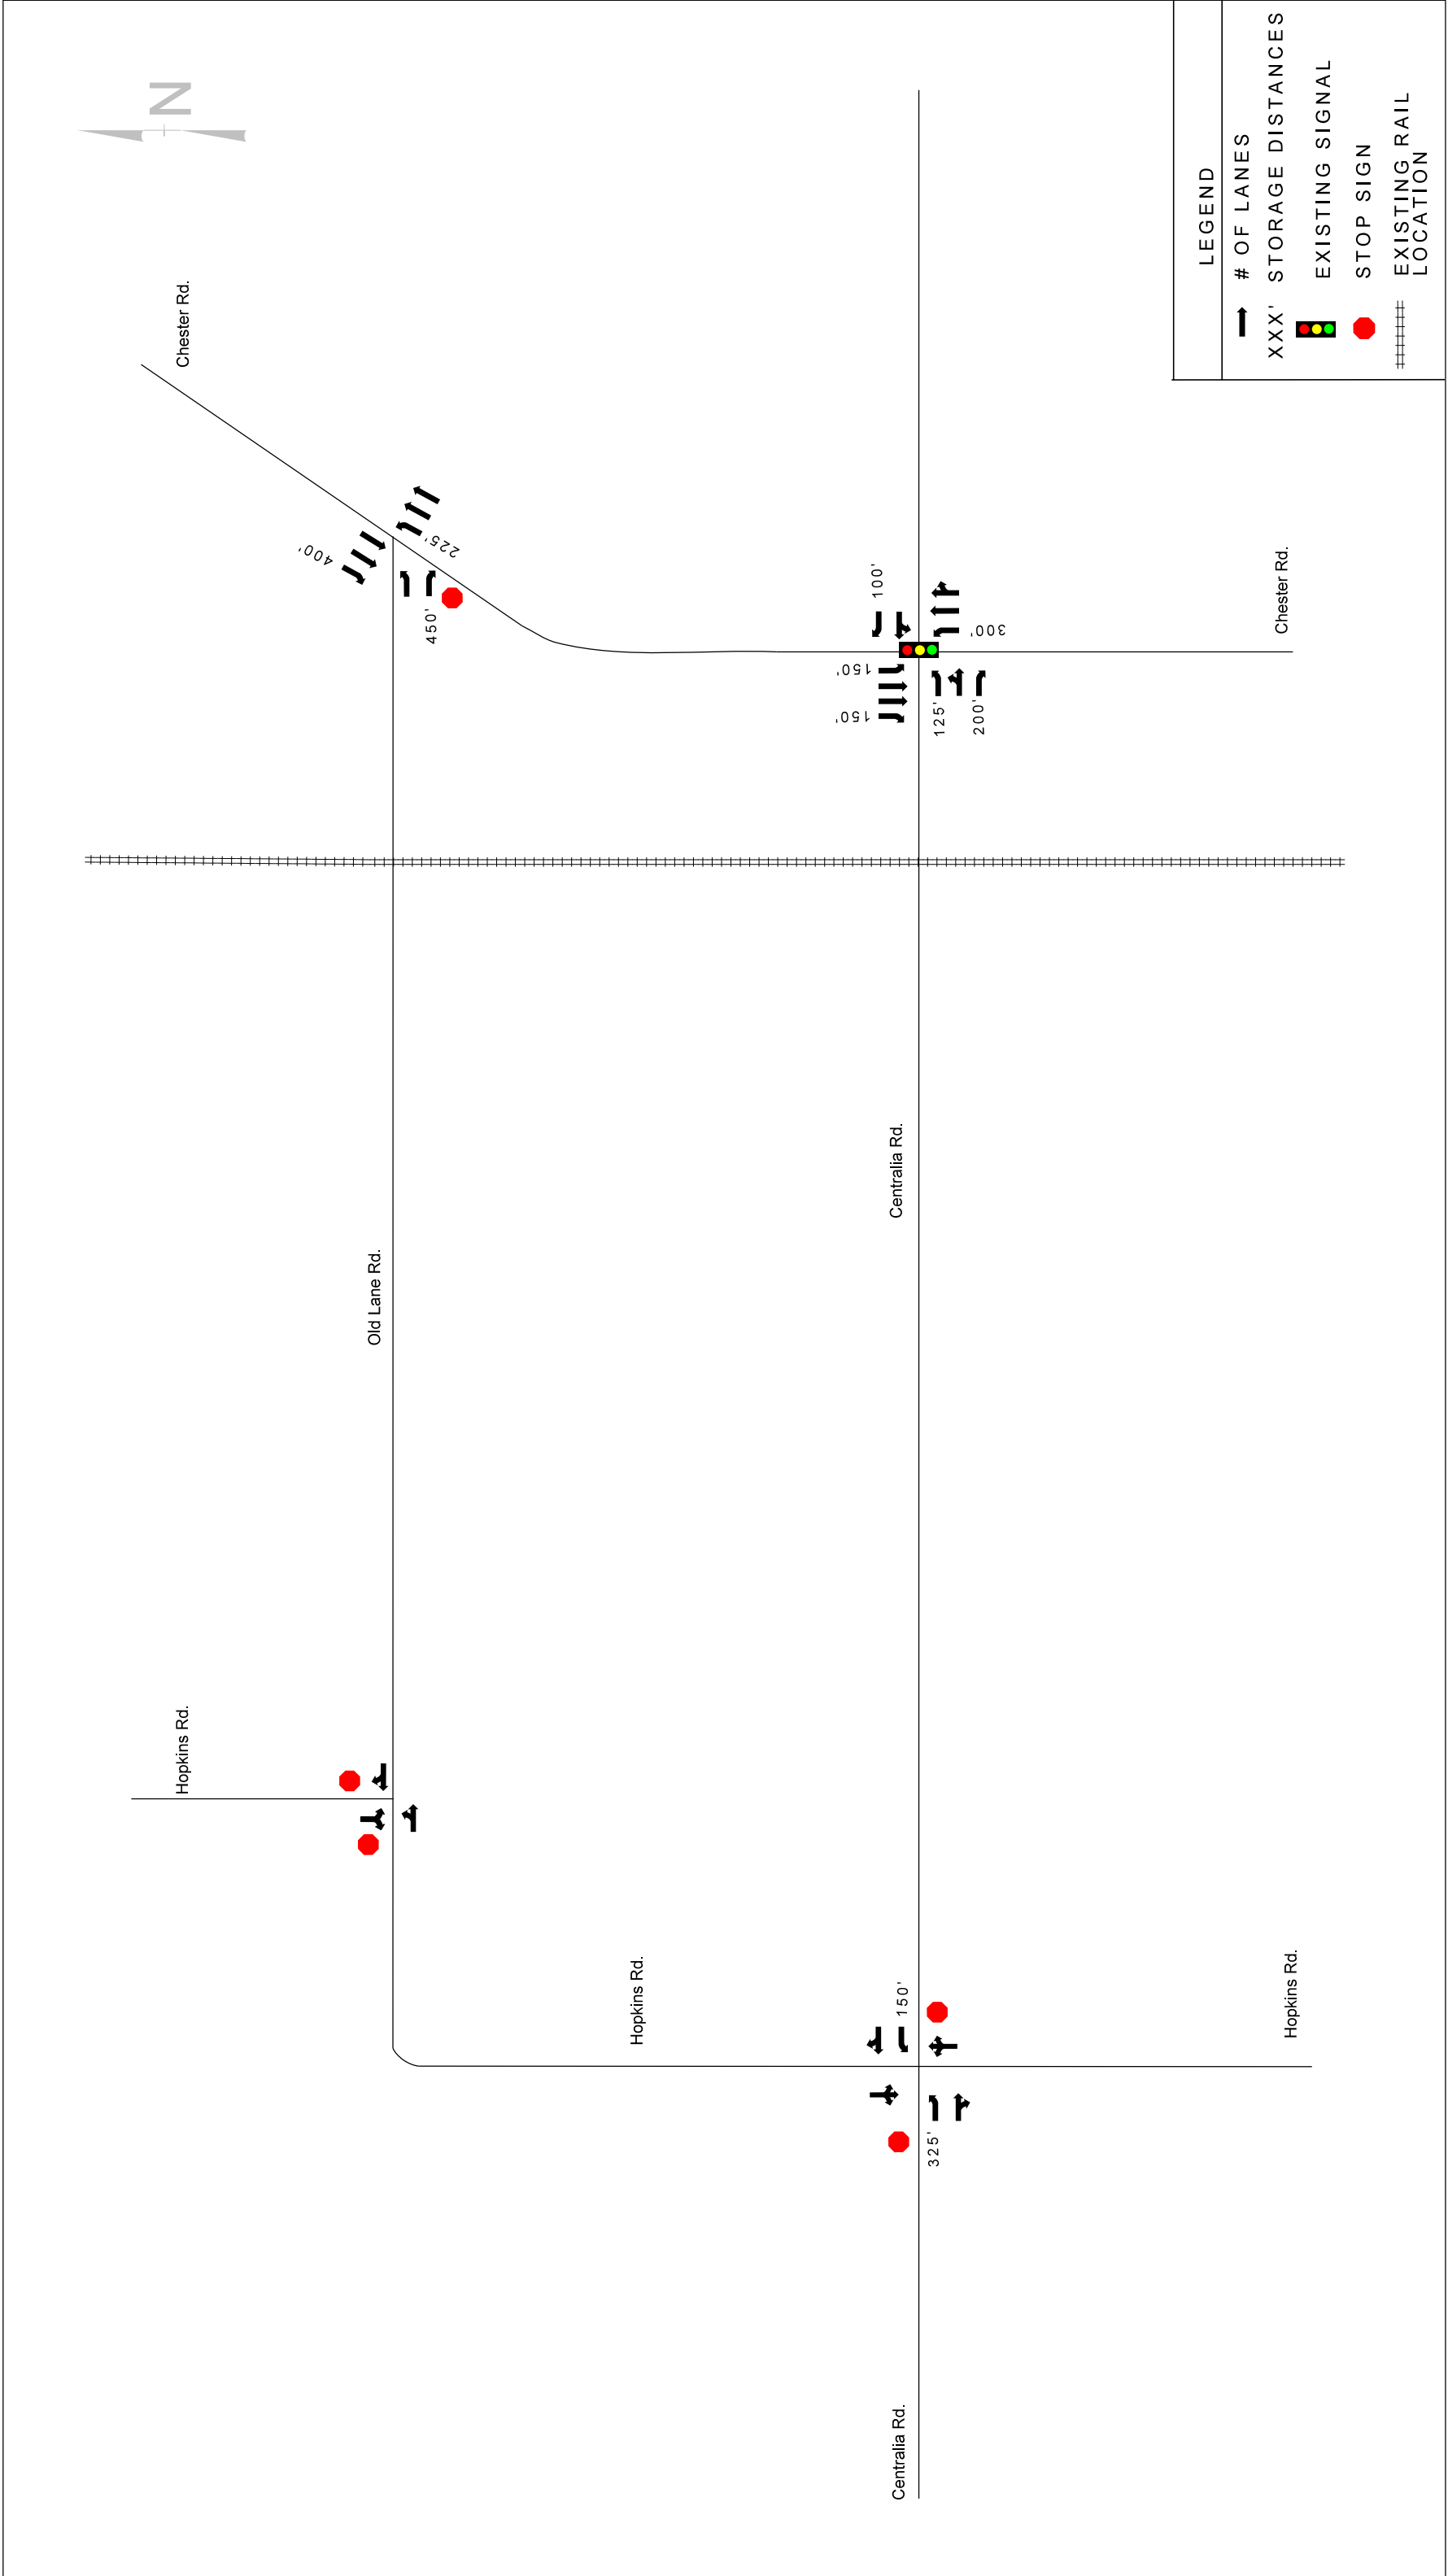 N
Chester Rd.
400'
225'
450'
100'
150'
150'
300'
125'
200'
Chester Rd.
Old Lane Rd.
Centralia Rd.
Hopkins Rd.
Hopkins Rd.
150'
325'
Hopkins Rd.
Centralia Rd.
LEGEND
# OF LANES
XXX' STORAGE DISTANCES
EXISTING SIGNAL
STOP SIGN
EXISTING RAIL
LOCATION